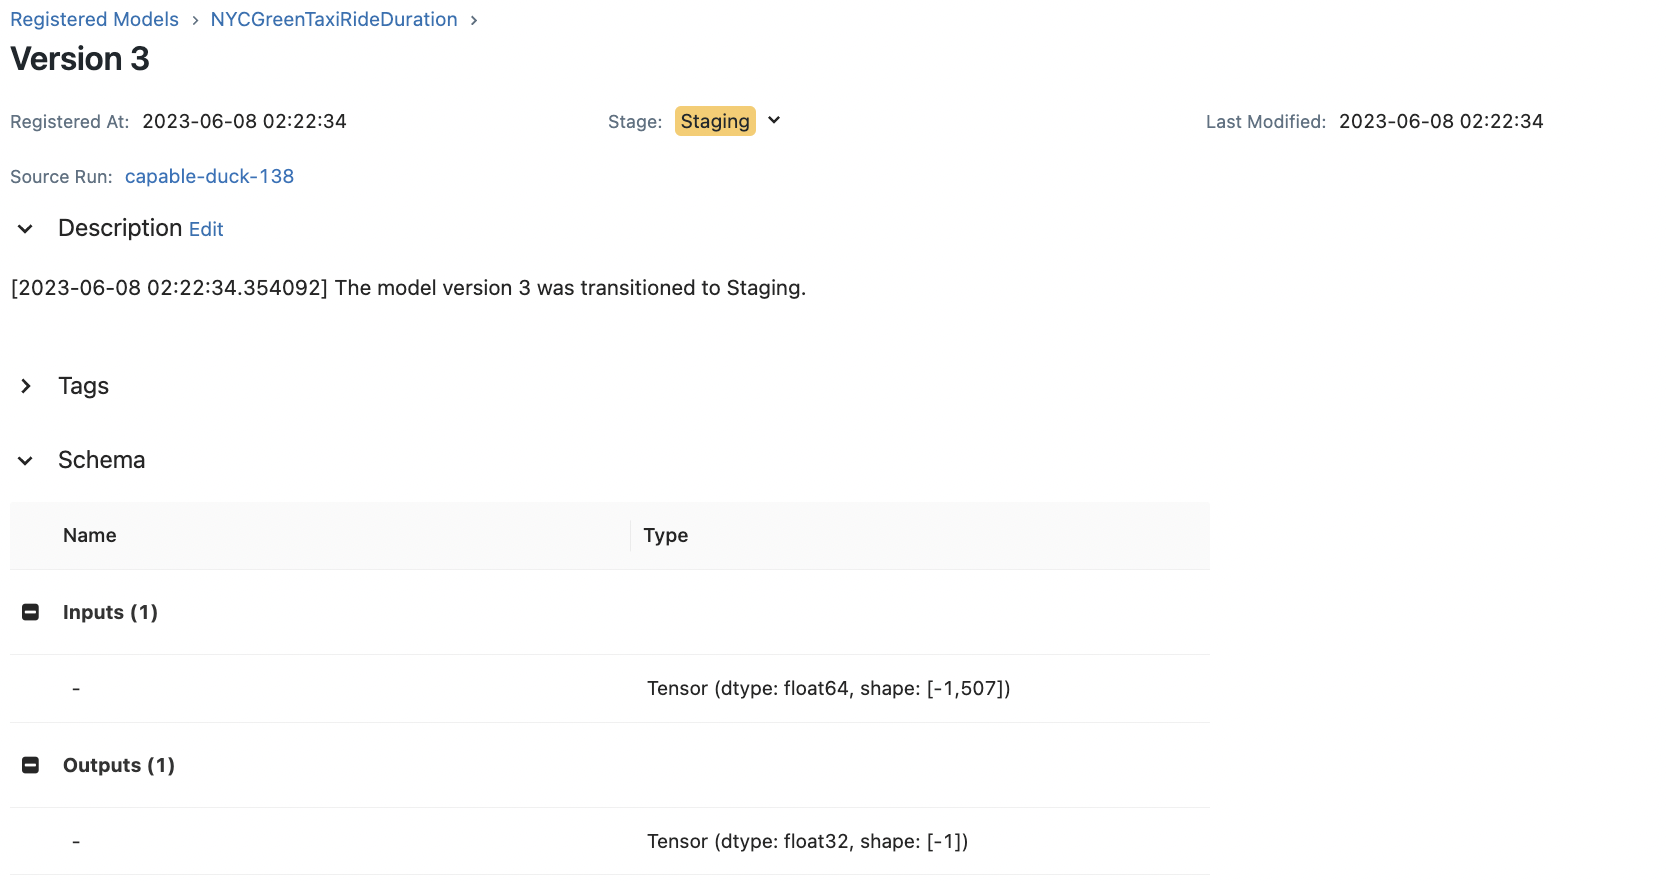 Registered Models › NYCGreenTaxiRideDuration ›
Version 3
Registered At: 2023-06-08 02:22:34 Stage: Staging Last Modified: 2023-06-08 02:22:34
Source Run: capable-duck-138
Description Edit
[2023-06-08 02:22:34.354092] The model version 3 was transitioned to Staging.
Tags
Schema
Name Type
Inputs (1)
- Tensor (dtype: float64, shape: [-1,507])
Outputs (1)
- Tensor (dtype: float32, shape: [-1])